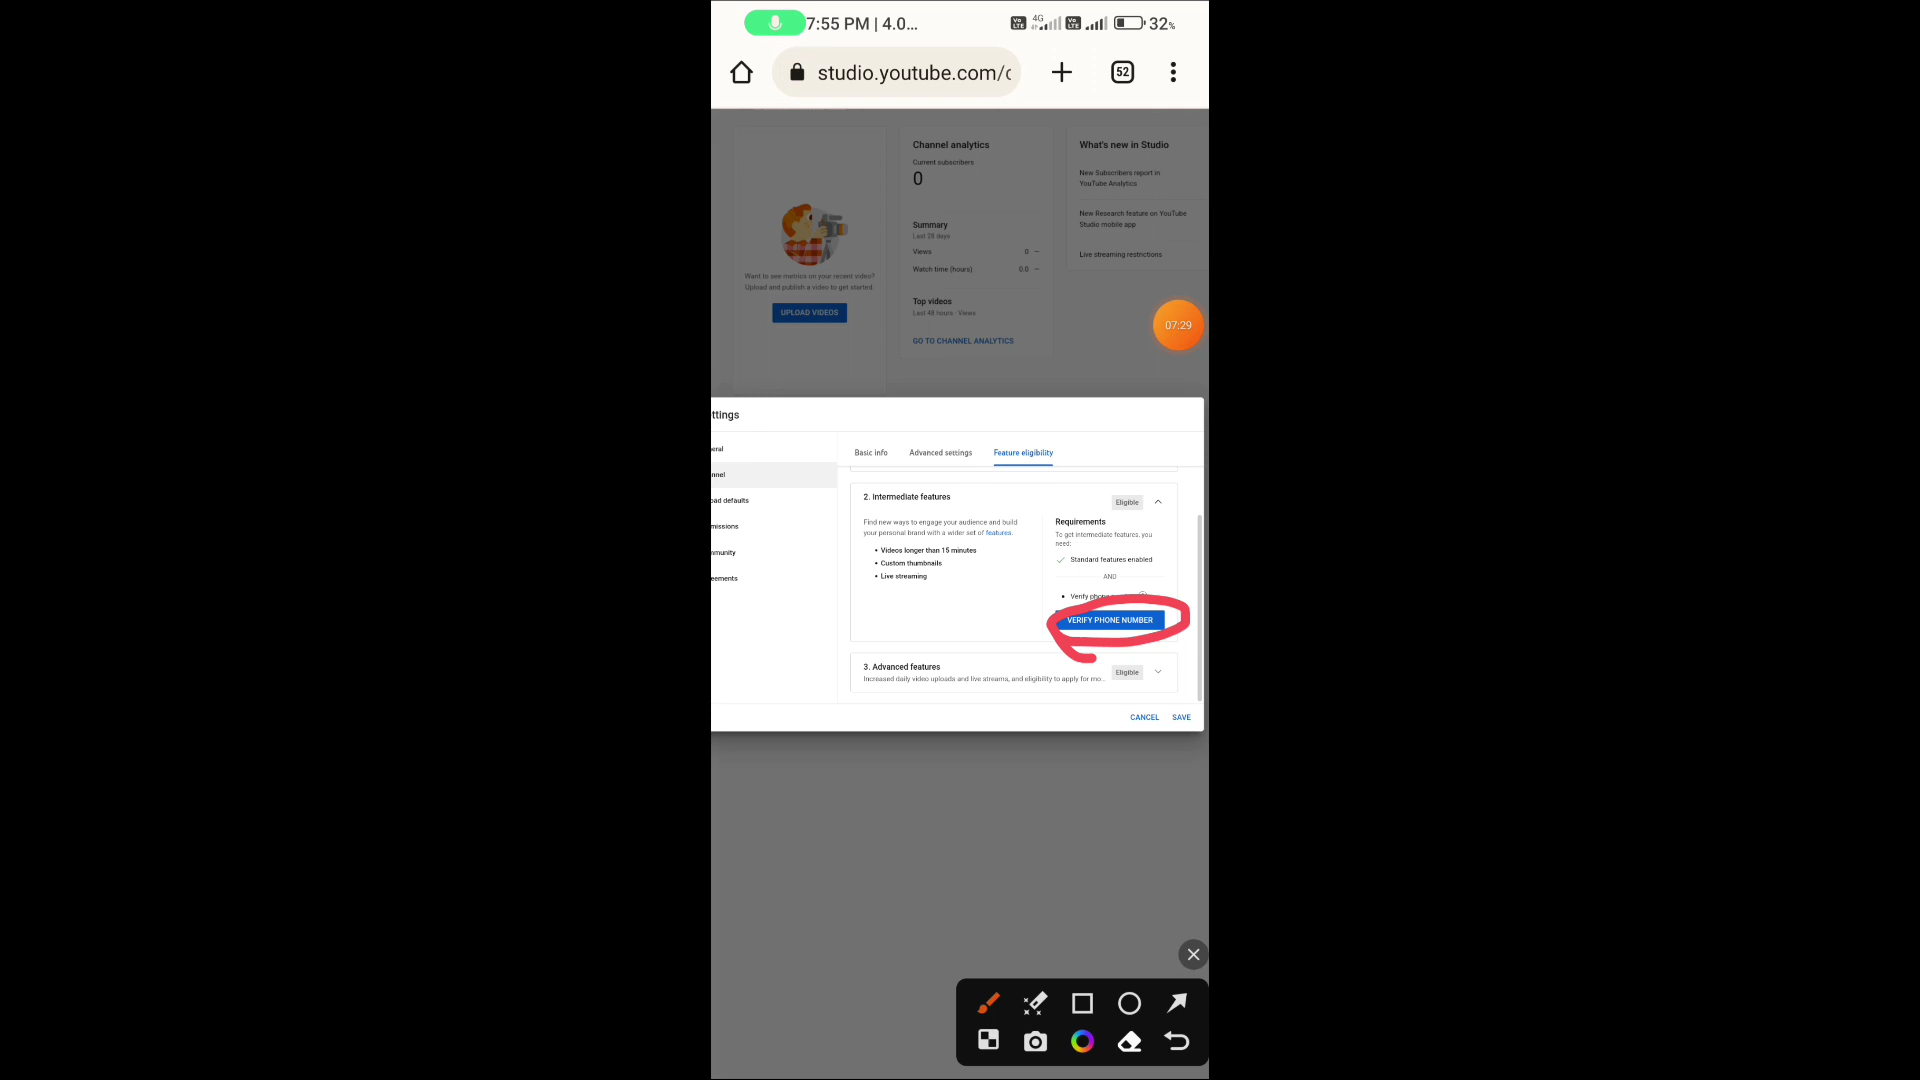 7:55 PM | 4.0...
4G
32%
studio.youtube.com/c
52
Channel analytics
Current subscribers
0
Summary
Last 28 days
Views 0 —
Watch time (hours) 0.0 —
Top videos
Last 48 hours · Views
GO TO CHANNEL ANALYTICS
What's new in Studio
New Subscribers report in
YouTube Analytics
New Research feature on YouTube
Studio mobile app
Live streaming restrictions
Want to see metrics on your recent video?
Upload and publish a video to get started.
UPLOAD VIDEOS
07:29
ttings
eral
nnel
oad defaults
missions
mmunity
eements
Basic info Advanced settings Feature eligibility
2. Intermediate features
Eligible
Find new ways to engage your audience and build
your personal brand with a wider set of features.
• Videos longer than 15 minutes
• Custom thumbnails
• Live streaming
Requirements
To get intermediate features, you
need:
Standard features enabled
AND
• Verify phone
VERIFY PHONE NUMBER
3. Advanced features
Increased daily video uploads and live streams, and eligibility to apply for mo...
Eligible
CANCEL SAVE